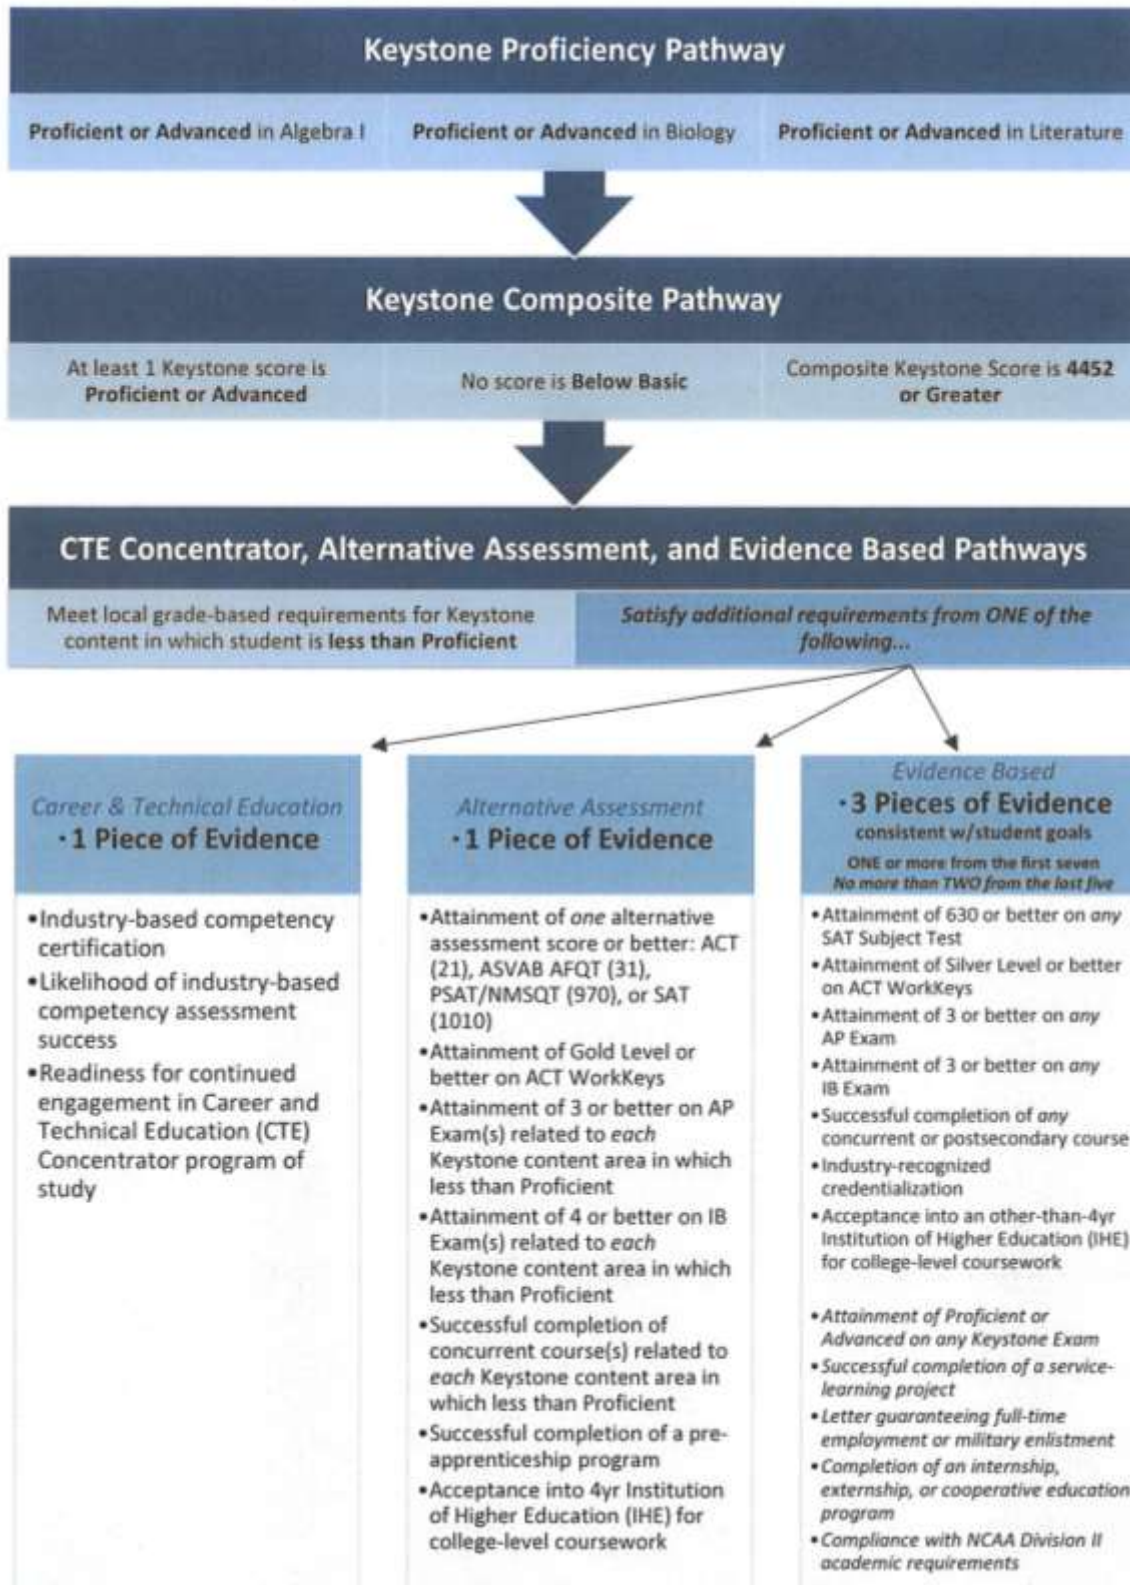 Keystone Proficiency Pathway
Proficient or Advanced in Algebra I
Proficient or Advanced in Biology
Proficient or Advanced in Literature
Keystone Composite Pathway
At least 1 Keystone score is
Proficient or Advanced
No score is Below Basic
Composite Keystone Score is 4452
or Greater
CTE Concentrator, Alternative Assessment, and Evidence Based Pathways
Meet local grade-based requirements for Keystone
content in which student is less than Proficient
Satisfy additional requirements from ONE of the
following...
Career & Technical Education
·1 Piece of Evidence
•Industry-based competency
certification
•Likelihood of industry-based
competency assessment
success
•Readiness for continued
engagement in Career and
Technical Education (CTE)
Concentrator program of
study
Alternative Assessment
·1 Piece of Evidence
•Attainment of one alternative
assessment score or better: ACT
(21), ASVAB AFQT (31),
PSAT/NMSQT (970), or SAT
(1010)
•Attainment of Gold Level or
better on ACT WorkKeys
•Attainment of 3 or better on AP
Exam(s) related to each
Keystone content area in which
less than Proficient
•Attainment of 4 or better on IB
Exam(s) related to each
Keystone content area in which
less than Proficient
•Successful completion of
concurrent course(s) related to
each Keystone content area in
which less than Proficient
•Successful completion of a pre-
apprenticeship program
•Acceptance into 4yr Institution
of Higher Education (IHE) for
college-level coursework
Evidence Based
·3 Pieces of Evidence
consistent w/student goals
ONE or more from the first seven
No more than TWO from the last five
•Attainment of 630 or better on any
SAT Subject Test
•Attainment of Silver Level or better
on ACT WorkKeys
•Attainment of 3 or better on any
AP Exam
•Attainment of 3 or better on any
IB Exam
•Successful completion of any
concurrent or postsecondary course
•Industry-recognized
credentialization
•Acceptance into an other-than-4yr
Institution of Higher Education (IHE)
for college-level coursework
•Attainment of Proficient or
Advanced on any Keystone Exam
•Successful completion of a service-
learning project
•Letter guaranteeing full-time
employment or military enlistment
•Completion of an internship,
externship, or cooperative education
program
•Compliance with NCAA Division II
academic requirements